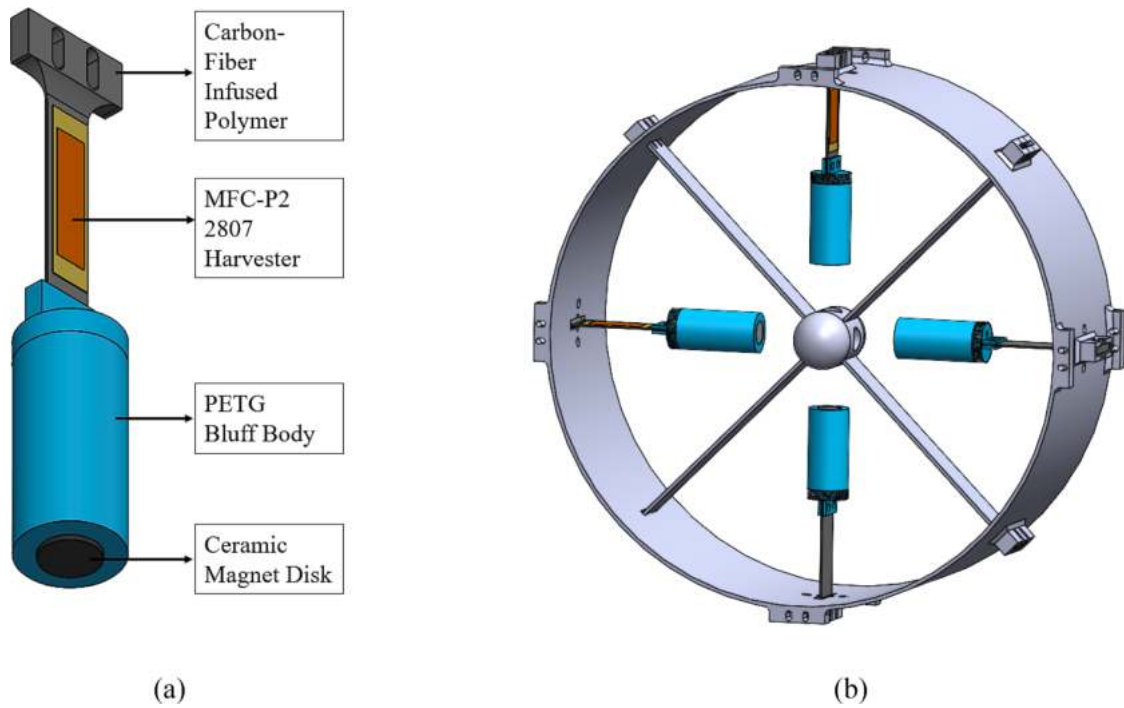 Carbon-
Fiber
Infused
Polymer
MFC-P2
2807
Harvester
PETG
Bluff Body
Ceramic
Magnet Disk
(a)
(b)